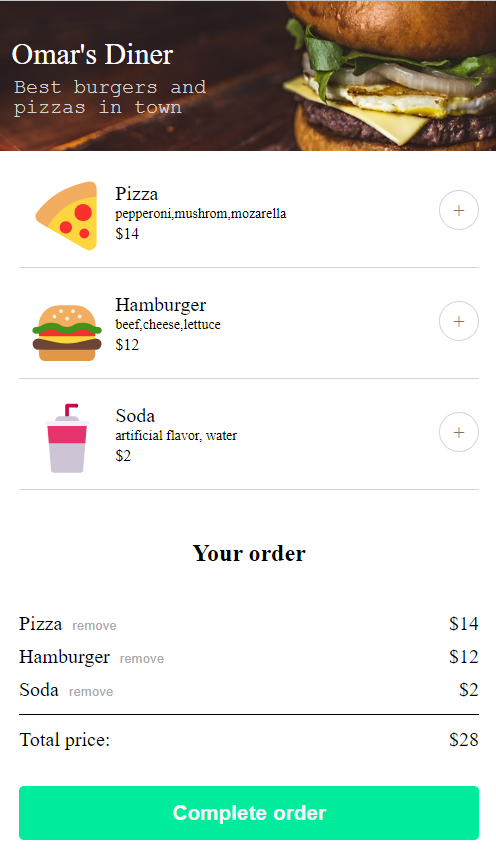 Omar's Diner
Best burgers and
pizzas in town
Pizza
pepperoni,mushrom,mozarella
$14
+
Hamburger
beef,cheese,lettuce
$12
+
Soda
artificial flavor, water
$2
+
Your order
Pizza remove $14
Hamburger remove $12
Soda remove $2
Total price: $28
Complete order